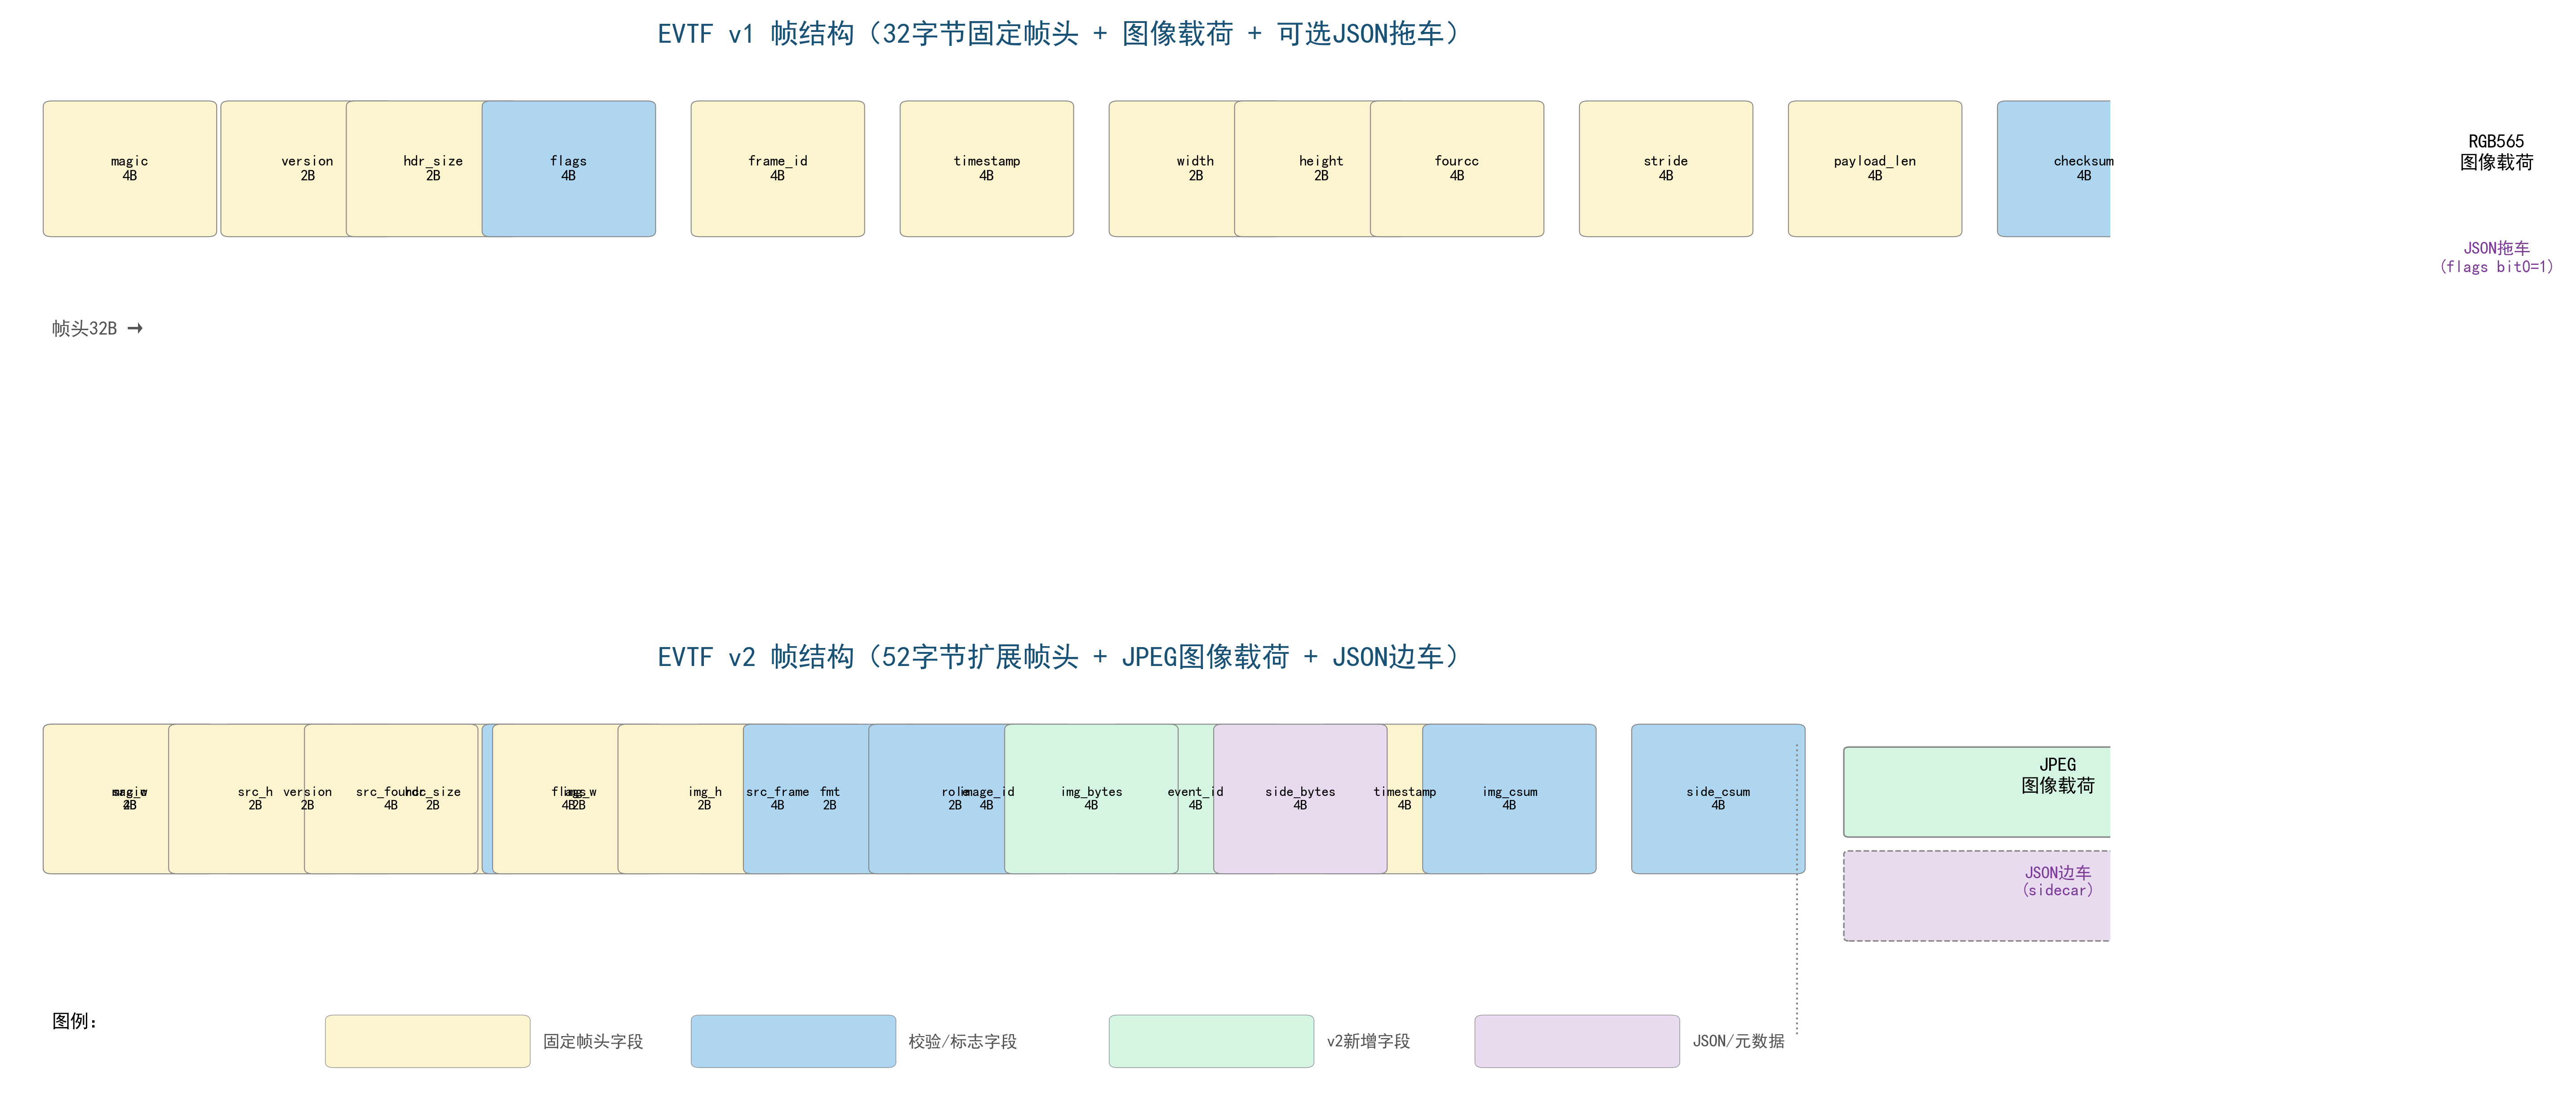 EVTF v1 帧结构（32字节固定帧头 + 图像载荷 + 可选JSON拖车）
magic
4B
version
2B
hdr_size
2B
flags
4B
frame_id
4B
timestamp
4B
width
2B
height
2B
fourcc
4B
stride
4B
payload_len
4B
checksum
4B
RGB565
图像载荷
JSON拖车
(flags bit0=1)
帧头32B →
EVTF v2 帧结构（52字节扩展帧头 + JPEG图像载荷 + JSON边车）
magic
4B
src_h
2B
version
2B
src_fourcc
4B
hdr_size
2B
flags
4B
img_w
2B
img_h
2B
src_frame
4B
fmt
2B
role
2B
image_id
4B
img_bytes
4B
event_id
4B
side_bytes
4B
timestamp
4B
img_csum
4B
side_csum
4B
JPEG
图像载荷
JSON边车
(sidecar)
图例：
固定帧头字段
校验/标志字段
v2新增字段
JSON/元数据